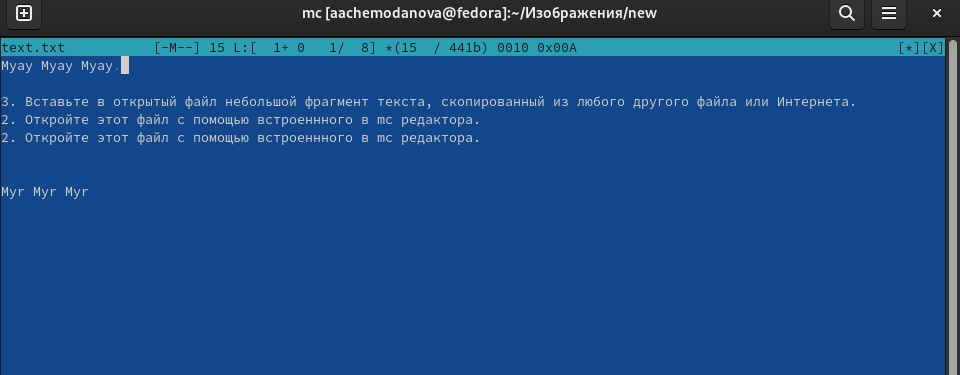 mc [aachemodanova@fedora]:~/Изображения/new
text.txt [-M--] 15 L:[ 1+ 0 1/ 8] *(15 / 441b) 0010 0x00A [*][X]
Myay Myay Myay.
3. Вставьте в открытый файл небольшой фрагмент текста, скопированный из любого другого файла или Интернета.
2. Откройте этот файл с помощью встроеннного в mc редактора.
2. Откройте этот файл с помощью встроеннного в mc редактора.
Myr Myr Myr